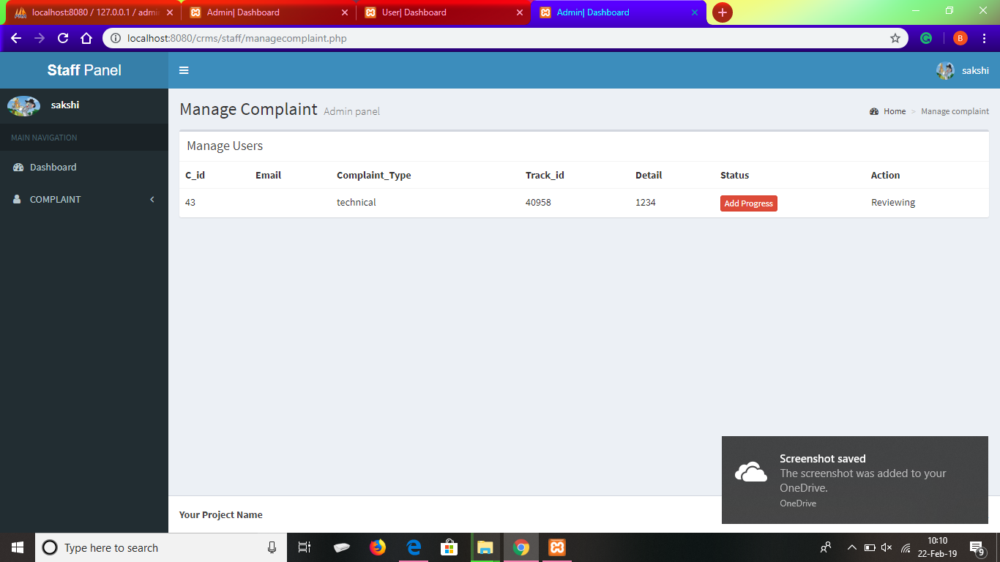 localhost:8080 / 127.0.0.1 / admi
Admin| Dashboard
User| Dashboard
Admin| Dashboard
localhost:8080/crms/staff/managecomplaint.php
B
Staff Panel
sakshi
sakshi
MAIN NAVIGATION
Dashboard
COMPLAINT
Manage Complaint Admin panel
Home > Manage complaint
Manage Users
C_id Email Complaint_Type Track_id Detail Status Action
43 technical 40958 1234 Add Progress Reviewing
Screenshot saved
The screenshot was added to your
OneDrive.
OneDrive
Your Project Name
Type here to search
10:10
22-Feb-19
9